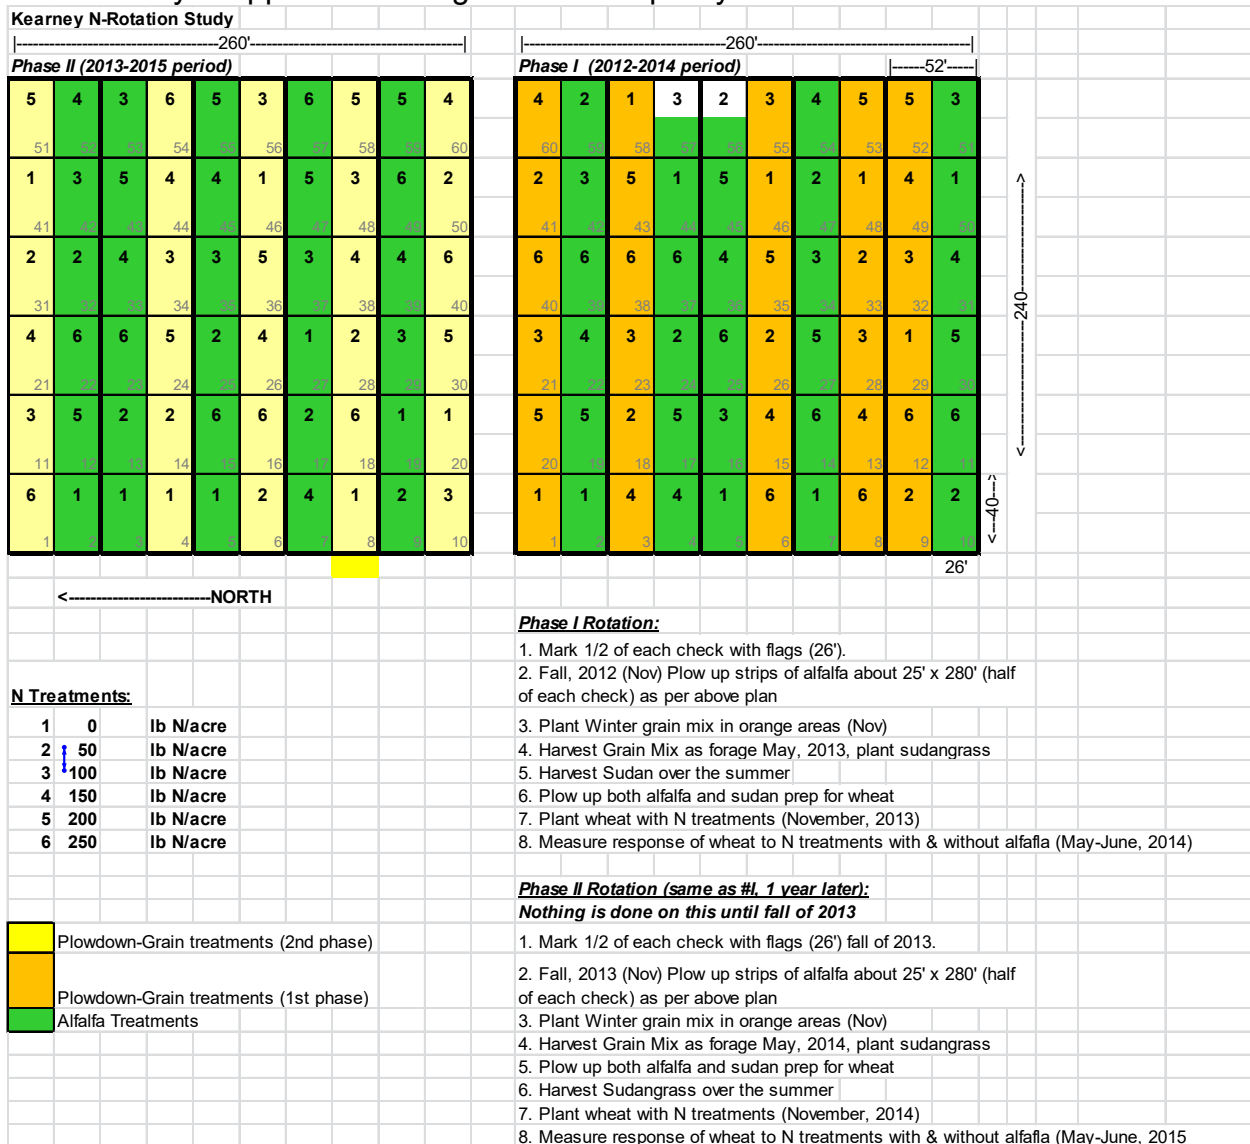 Kearney N-Rotation Study
|----------------------------------260'-----------------------------------| |----------------------------------260'-----------------------------------|
Phase II (2013-2015 period) Phase I (2012-2014 period) |------52'-----|
5 4 3 6 5 3 6 5 5 4 4 2 1 3 2 3 4 5 5 3
51 52 53 54 55 56 57 58 59 60 60 59 58 57 56 55 54 53 52 51
1 3 5 4 4 1 5 3 6 2 2 3 5 1 5 1 2 1 4 1
41 42 43 44 45 46 47 48 49 50 41 42 43 44 45 46 47 48 49 50
2 2 4 3 3 5 3 4 4 6 6 6 6 6 4 5 3 2 3 4
31 32 33 34 35 36 37 38 39 40 40 39 38 37 36 35 34 33 32 31
<-------------------240-------------------->
4 6 6 5 2 4 1 2 3 5 3 4 3 2 6 2 5 3 1 5
21 22 23 24 25 26 27 28 29 30 21 22 23 24 25 26 27 28 29 30
3 5 2 2 6 6 2 6 1 1 5 5 2 5 3 4 6 4 6 6
11 12 13 14 15 16 17 18 19 20 20 19 18 17 16 15 14 13 12 11
6 1 1 1 1 2 4 1 2 3 1 1 4 4 1 6 1 6 2 2
<---40--->
1 2 3 4 5 6 7 8 9 10 1 2 3 4 5 6 7 8 9 10
26'
<--------------------------NORTH
Phase I Rotation:
1. Mark 1/2 of each check with flags (26').
2. Fall, 2012 (Nov) Plow up strips of alfalfa about 25' x 280' (half
of each check) as per above plan
N Treatments:
1 0 lb N/acre
3. Plant Winter grain mix in orange areas (Nov)
2 50 lb N/acre
4. Harvest Grain Mix as forage May, 2013, plant sudangrass
3 100 lb N/acre
5. Harvest Sudan over the summer
4 150 lb N/acre
6. Plow up both alfalfa and sudan prep for wheat
5 200 lb N/acre
7. Plant wheat with N treatments (November, 2013)
6 250 lb N/acre
8. Measure response of wheat to N treatments with & without alfafla (May-June, 2014)
Phase II Rotation (same as #I, 1 year later):
Nothing is done on this until fall of 2013
Plowdown-Grain treatments (2nd phase)
1. Mark 1/2 of each check with flags (26') fall of 2013.
2. Fall, 2013 (Nov) Plow up strips of alfalfa about 25' x 280' (half
Plowdown-Grain treatments (1st phase)
of each check) as per above plan
Alfalfa Treatments
3. Plant Winter grain mix in orange areas (Nov)
4. Harvest Grain Mix as forage May, 2014, plant sudangrass
5. Plow up both alfalfa and sudan prep for wheat
6. Harvest Sudangrass over the summer
7. Plant wheat with N treatments (November, 2014)
8. Measure response of wheat to N treatments with & without alfafla (May-June, 2015